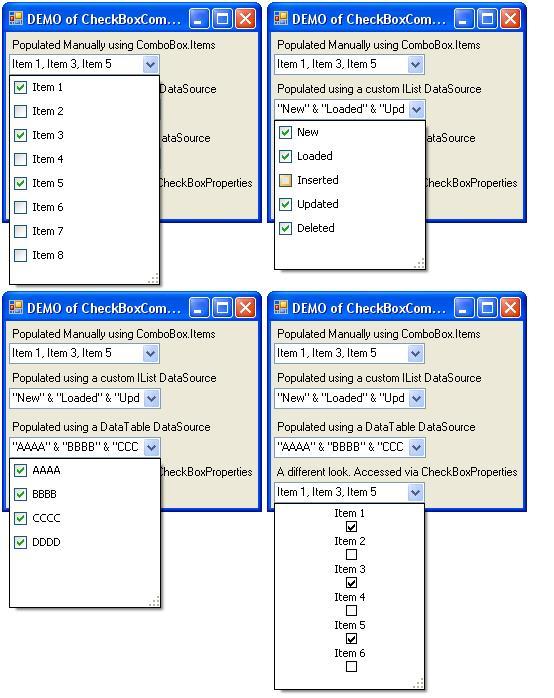 DEMO of CheckBoxCom...
Populated Manually using ComboBox.Items
Item 1, Item 3, Item 5
DataSource
Item 1
Item 2
Item 3
ataSource
Item 4
Item 5
CheckBoxProperties
Item 6
Item 7
Item 8
DEMO of CheckBoxCom...
Populated Manually using ComboBox.Items
Item 1, Item 3, Item 5
Populated using a custom IList DataSource
"New" & "Loaded" & "Upd
New
ataSource
Loaded
Inserted
CheckBoxProperties
Updated
Deleted
DEMO of CheckBoxCom...
Populated Manually using ComboBox.Items
Item 1, Item 3, Item 5
Populated using a custom IList DataSource
"New" & "Loaded" & "Upd
Populated using a DataTable DataSource
"AAAA" & "BBBB" & "CCC
AAAA
CheckBoxProperties
BBBB
CCCC
DDDD
DEMO of CheckBoxCom...
Populated Manually using ComboBox.Items
Item 1, Item 3, Item 5
Populated using a custom IList DataSource
"New" & "Loaded" & "Upd
Populated using a DataTable DataSource
"AAAA" & "BBBB" & "CCC
A different look. Accessed via CheckBoxProperties
Item 1, Item 3, Item 5
Item 1
Item 2
Item 3
Item 4
Item 5
Item 6